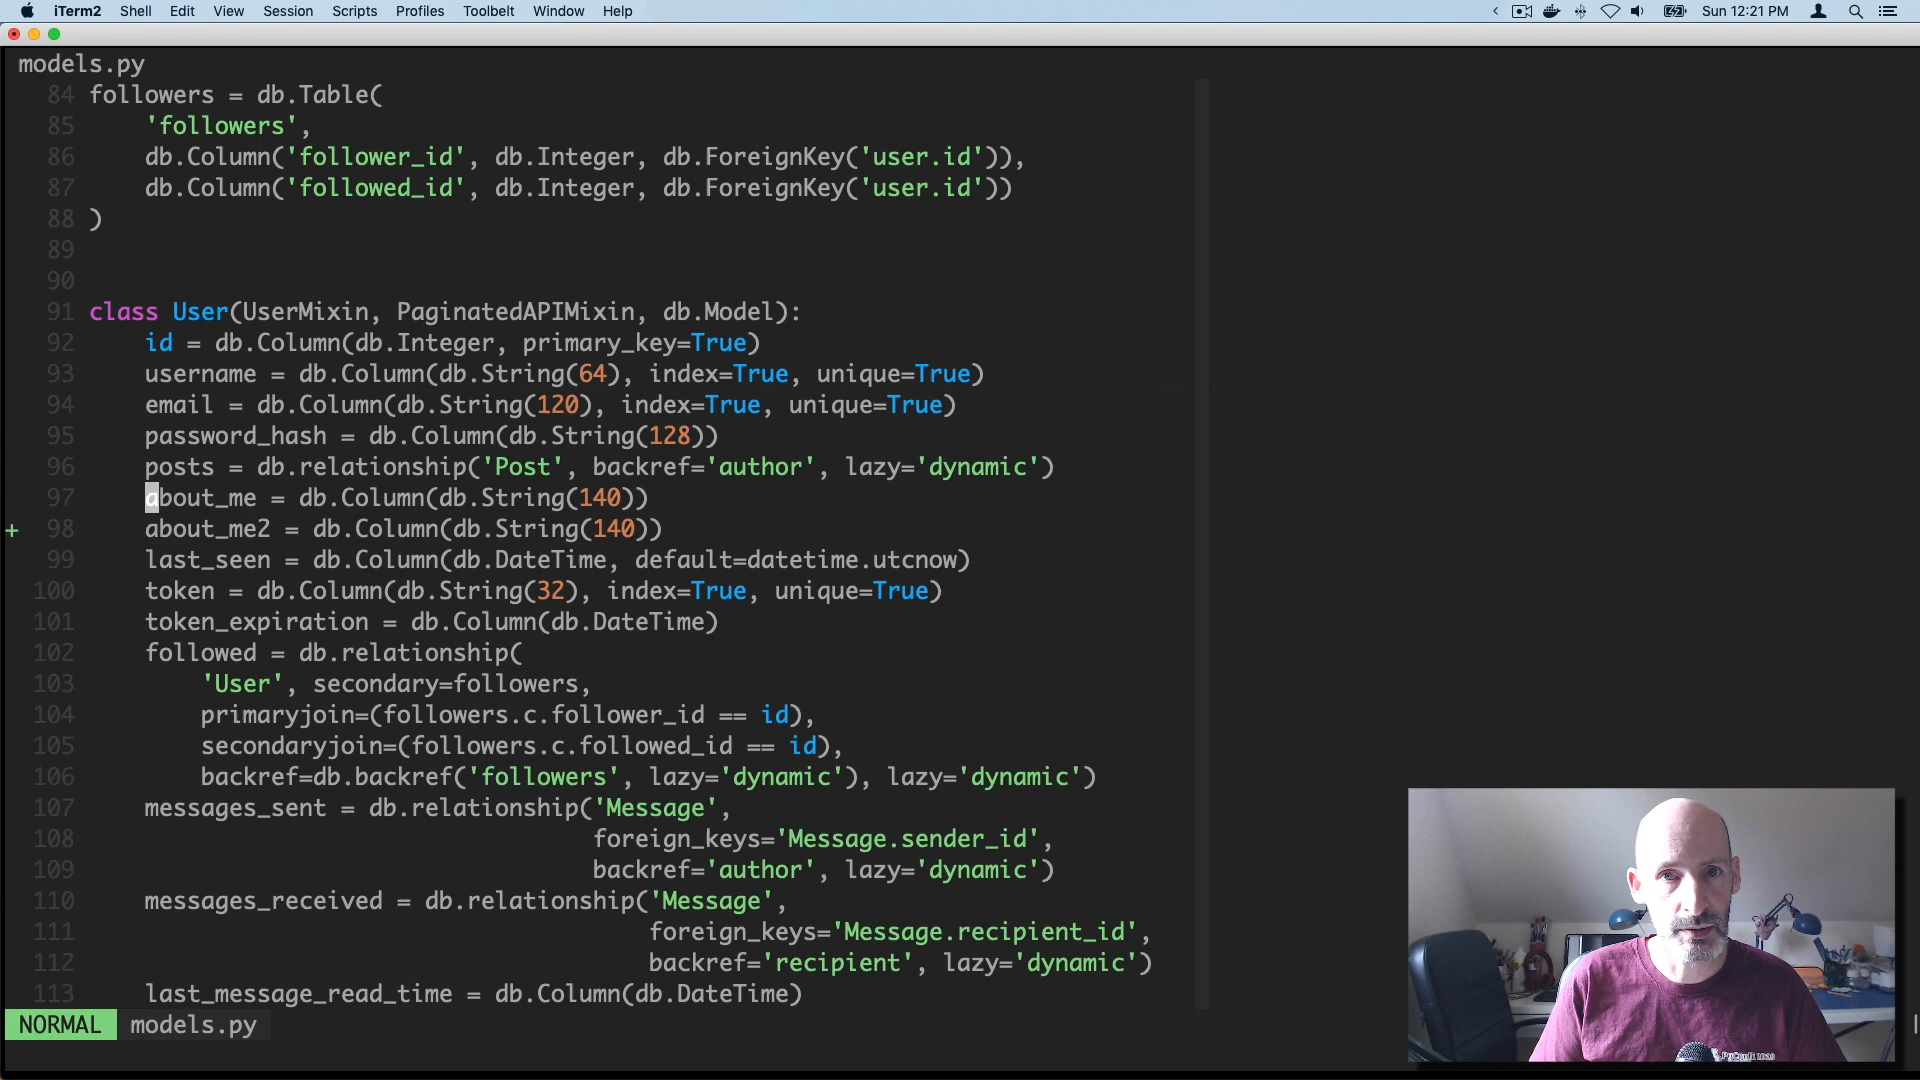 iTerm2 Shell Edit View Session Scripts Profiles Toolbelt Window Help Sun 12:21 PM
models.py
84 followers = db.Table(
85     'followers',
86     db.Column('follower_id', db.Integer, db.ForeignKey('user.id')),
87     db.Column('followed_id', db.Integer, db.ForeignKey('user.id'))
88 )
89
90
91 class User(UserMixin, PaginatedAPIMixin, db.Model):
92     id = db.Column(db.Integer, primary_key=True)
93     username = db.Column(db.String(64), index=True, unique=True)
94     email = db.Column(db.String(120), index=True, unique=True)
95     password_hash = db.Column(db.String(128))
96     posts = db.relationship('Post', backref='author', lazy='dynamic')
97     about_me = db.Column(db.String(140))
+ 98     about_me2 = db.Column(db.String(140))
99     last_seen = db.Column(db.DateTime, default=datetime.utcnow)
100     token = db.Column(db.String(32), index=True, unique=True)
101     token_expiration = db.Column(db.DateTime)
102     followed = db.relationship(
103         'User', secondary=followers,
104         primaryjoin=(followers.c.follower_id == id),
105         secondaryjoin=(followers.c.followed_id == id),
106         backref=db.backref('followers', lazy='dynamic'), lazy='dynamic')
107     messages_sent = db.relationship('Message',
108                                     foreign_keys='Message.sender_id',
109                                     backref='author', lazy='dynamic')
110     messages_received = db.relationship('Message',
111                                         foreign_keys='Message.recipient_id',
112                                         backref='recipient', lazy='dynamic')
113     last_message_read_time = db.Column(db.DateTime)
NORMAL models.py